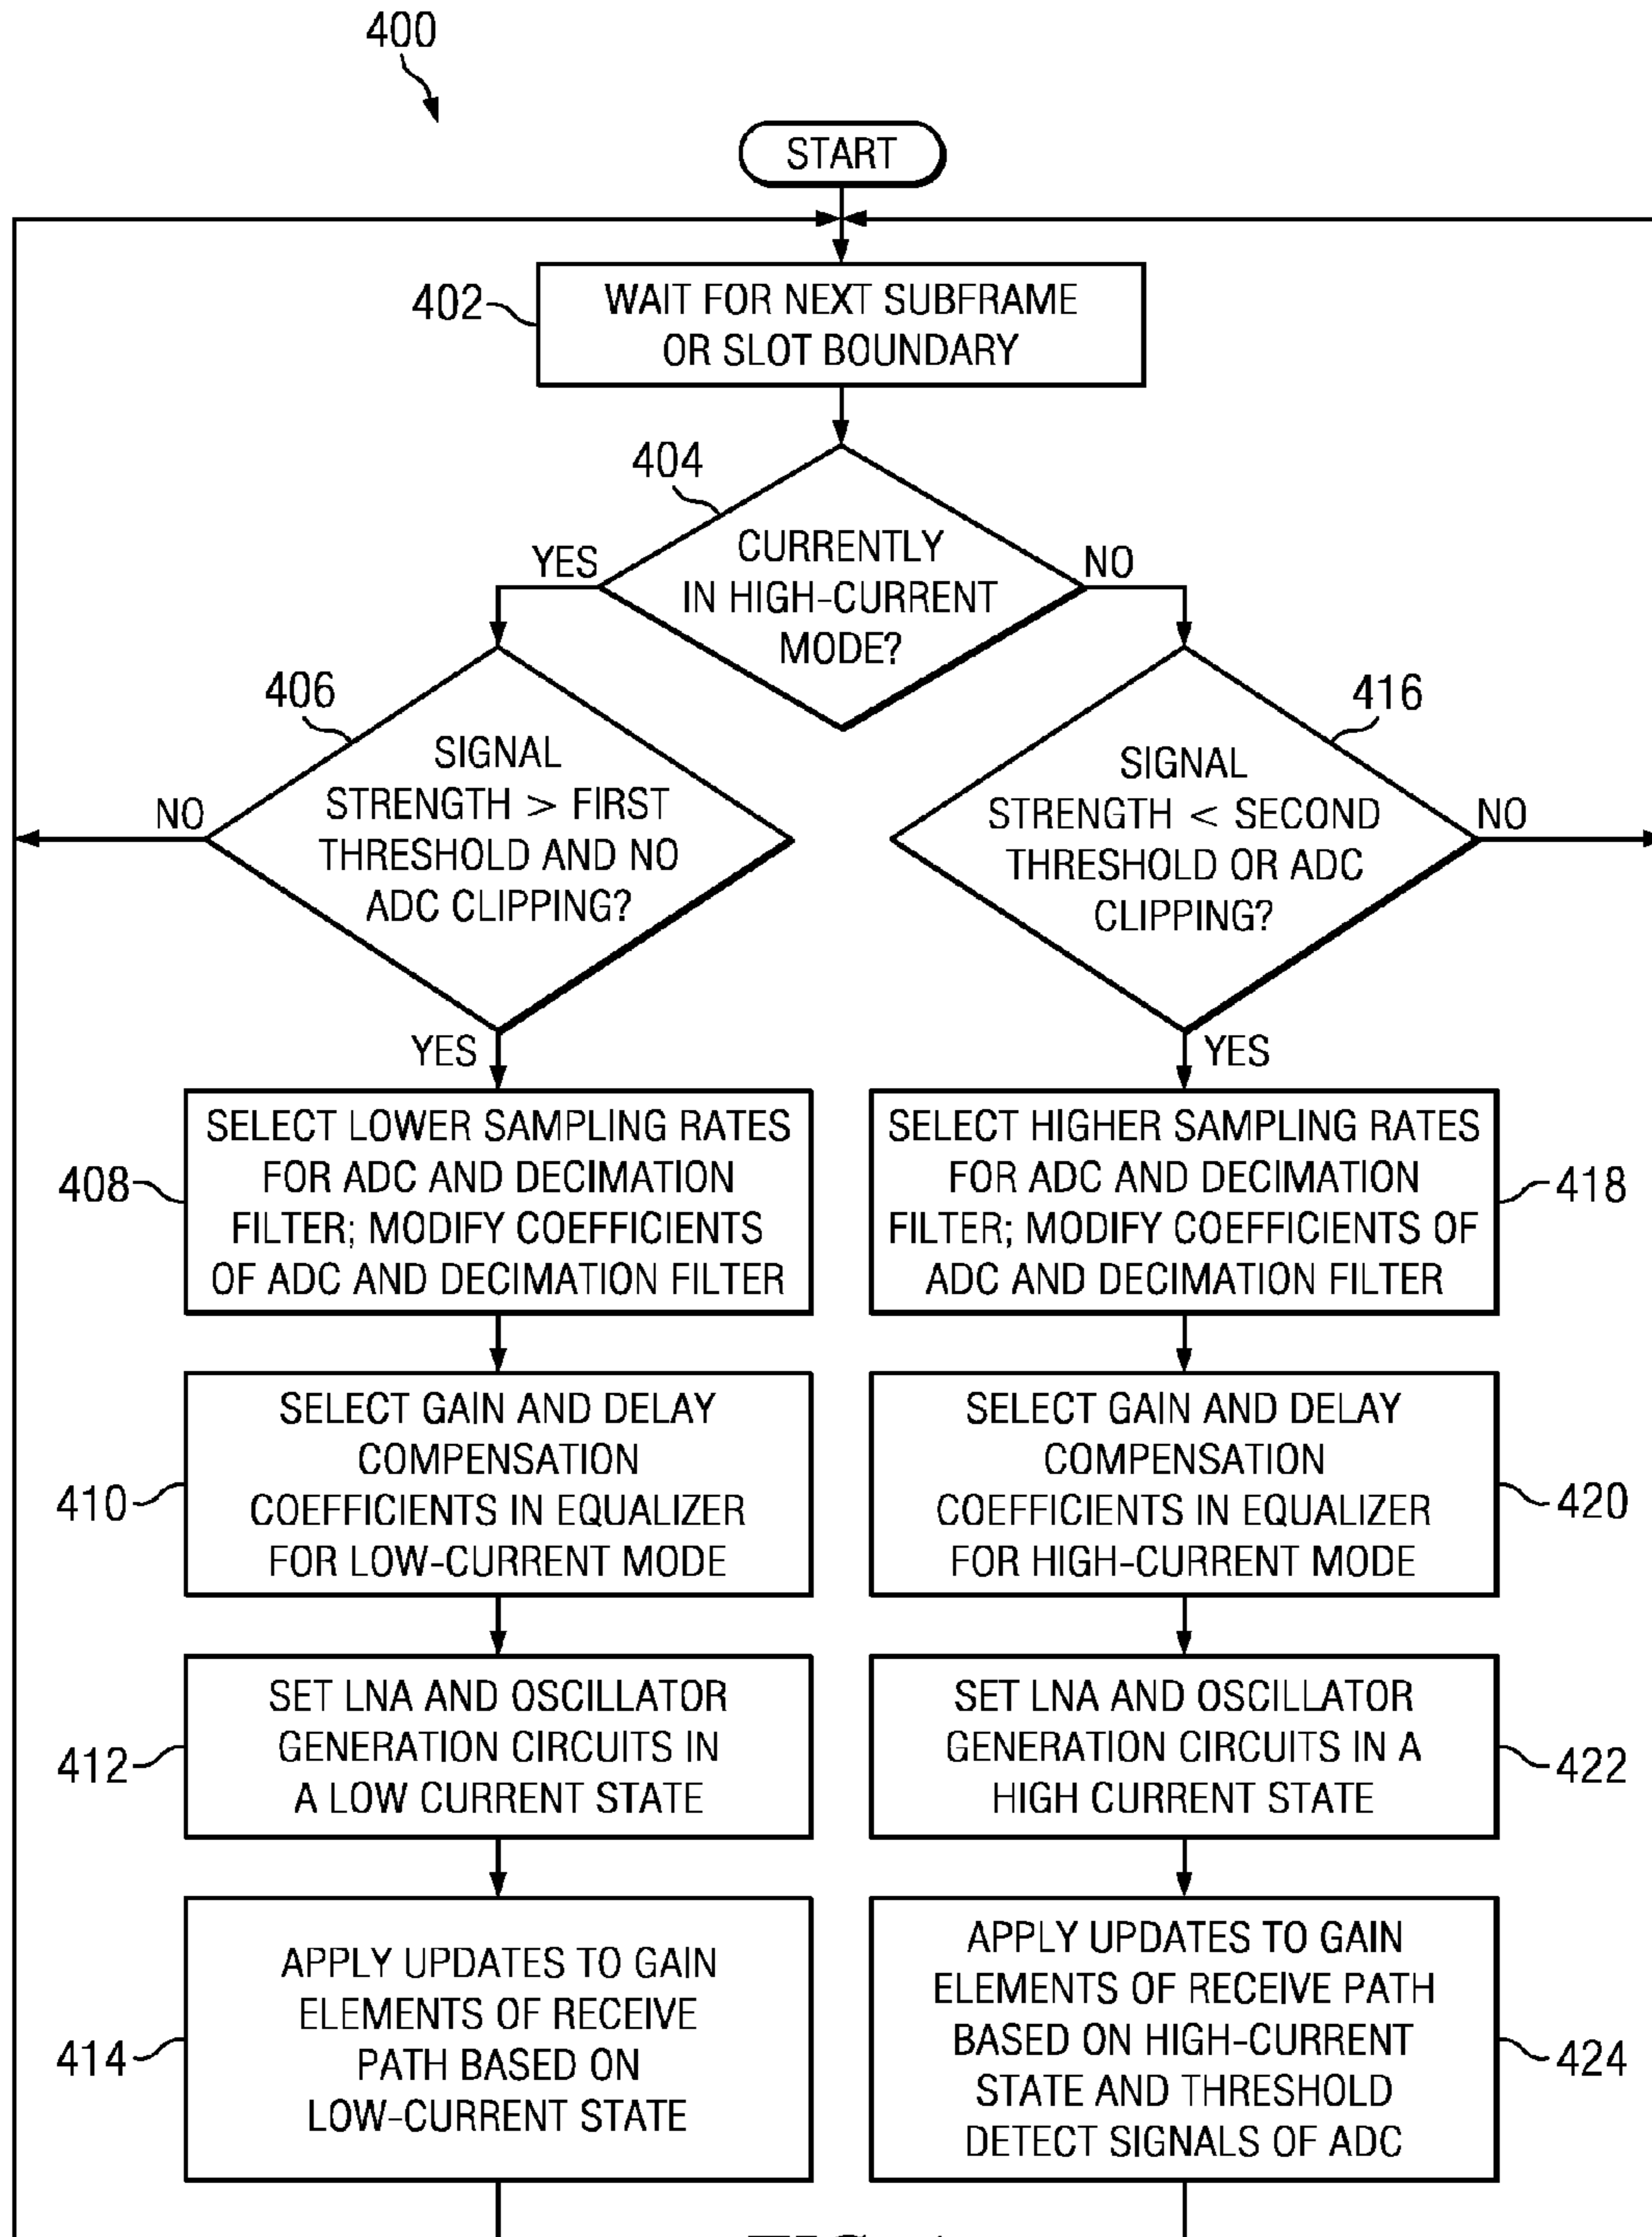 400
START
402
WAIT FOR NEXT SUBFRAME
OR SLOT BOUNDARY
404
CURRENTLY
IN HIGH-CURRENT
MODE?
YES
NO
406
SIGNAL
STRENGTH > FIRST
THRESHOLD AND NO
ADC CLIPPING?
NO
YES
416
SIGNAL
STRENGTH < SECOND
THRESHOLD OR ADC
CLIPPING?
NO
YES
408
SELECT LOWER SAMPLING RATES
FOR ADC AND DECIMATION
FILTER; MODIFY COEFFICIENTS
OF ADC AND DECIMATION FILTER
SELECT HIGHER SAMPLING RATES
FOR ADC AND DECIMATION
FILTER; MODIFY COEFFICIENTS OF
ADC AND DECIMATION FILTER
418
410
SELECT GAIN AND DELAY
COMPENSATION
COEFFICIENTS IN EQUALIZER
FOR LOW-CURRENT MODE
SELECT GAIN AND DELAY
COMPENSATION
COEFFICIENTS IN EQUALIZER
FOR HIGH-CURRENT MODE
420
412
SET LNA AND OSCILLATOR
GENERATION CIRCUITS IN
A LOW CURRENT STATE
SET LNA AND OSCILLATOR
GENERATION CIRCUITS IN A
HIGH CURRENT STATE
422
414
APPLY UPDATES TO GAIN
ELEMENTS OF RECEIVE
PATH BASED ON
LOW-CURRENT STATE
APPLY UPDATES TO GAIN
ELEMENTS OF RECEIVE PATH
BASED ON HIGH-CURRENT
STATE AND THRESHOLD
DETECT SIGNALS OF ADC
424